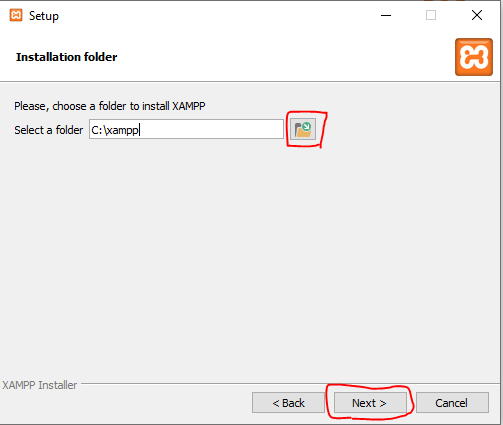 Setup
Installation folder
Please, choose a folder to install XAMPP
Select a folder C:\xampp
XAMPP Installer
< Back Next > Cancel